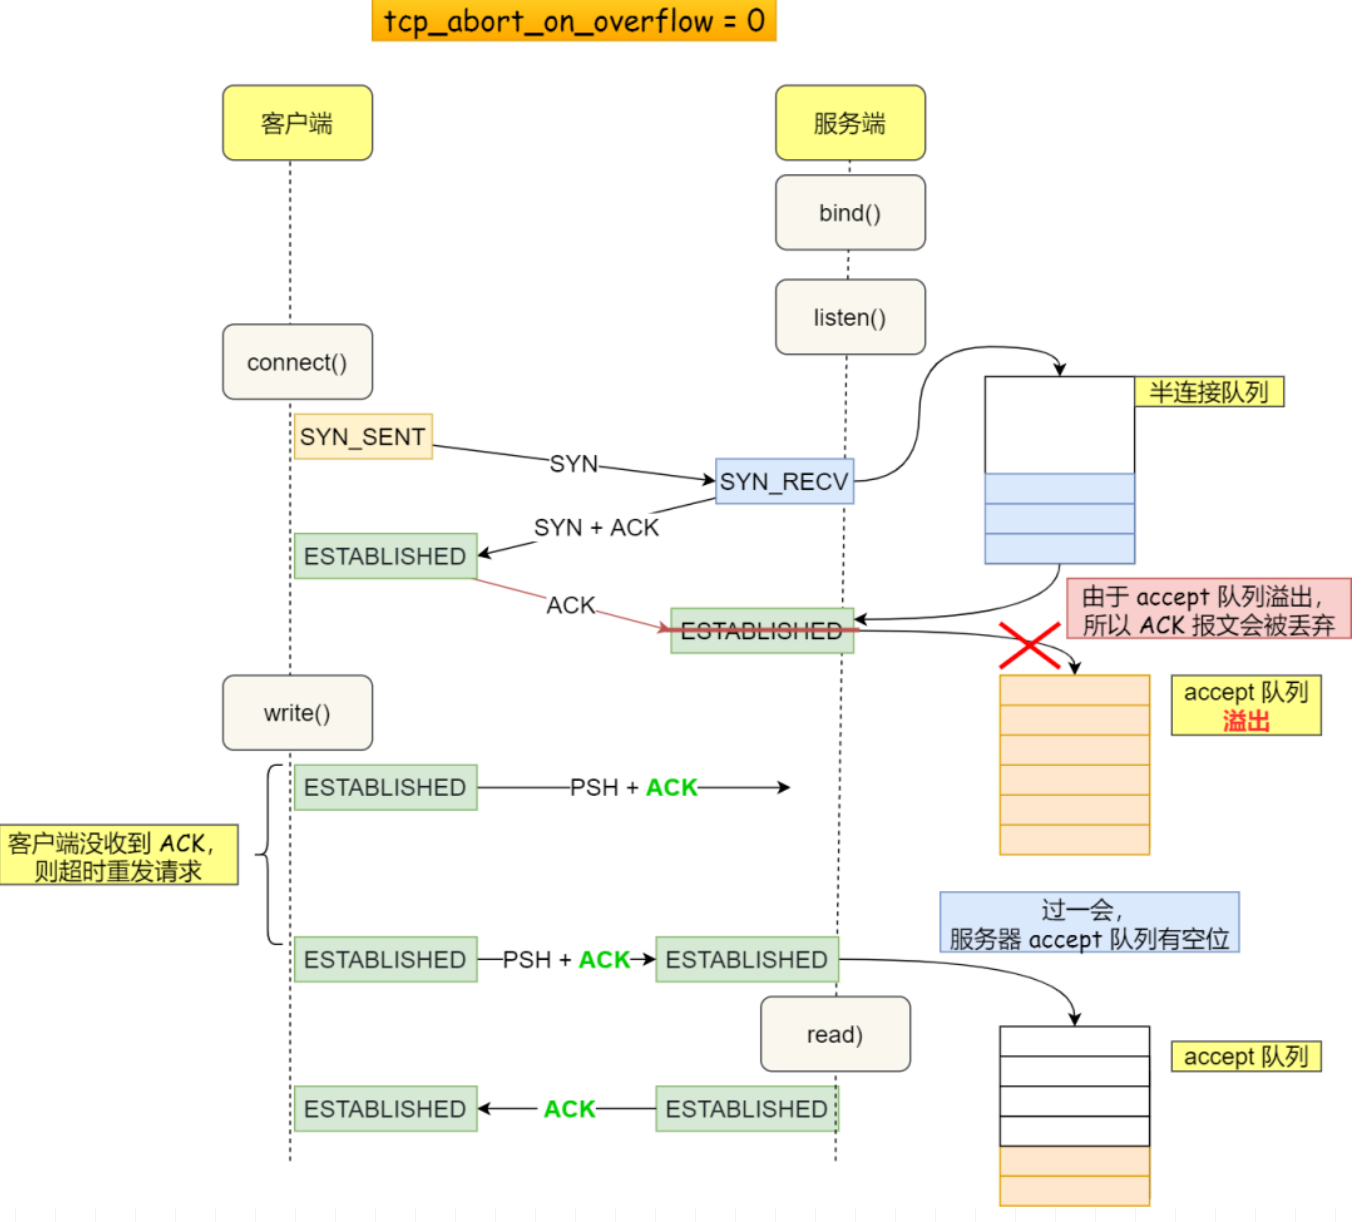 tcp_abort_on_overflow = 0
客户端
服务端
bind()
listen()
connect()
半连接队列
SYN_SENT
SYN
SYN_RECV
SYN + ACK
ESTABLISHED
ACK
ESTABLISHED
由于 accept 队列溢出，
所以 ACK 报文会被丢弃
accept 队列
溢出
write()
ESTABLISHED
PSH + ACK
客户端没收到 ACK，
则超时重发请求
过一会，
服务器 accept 队列有空位
ESTABLISHED
PSH + ACK
ESTABLISHED
read)
accept 队列
ESTABLISHED
ACK
ESTABLISHED